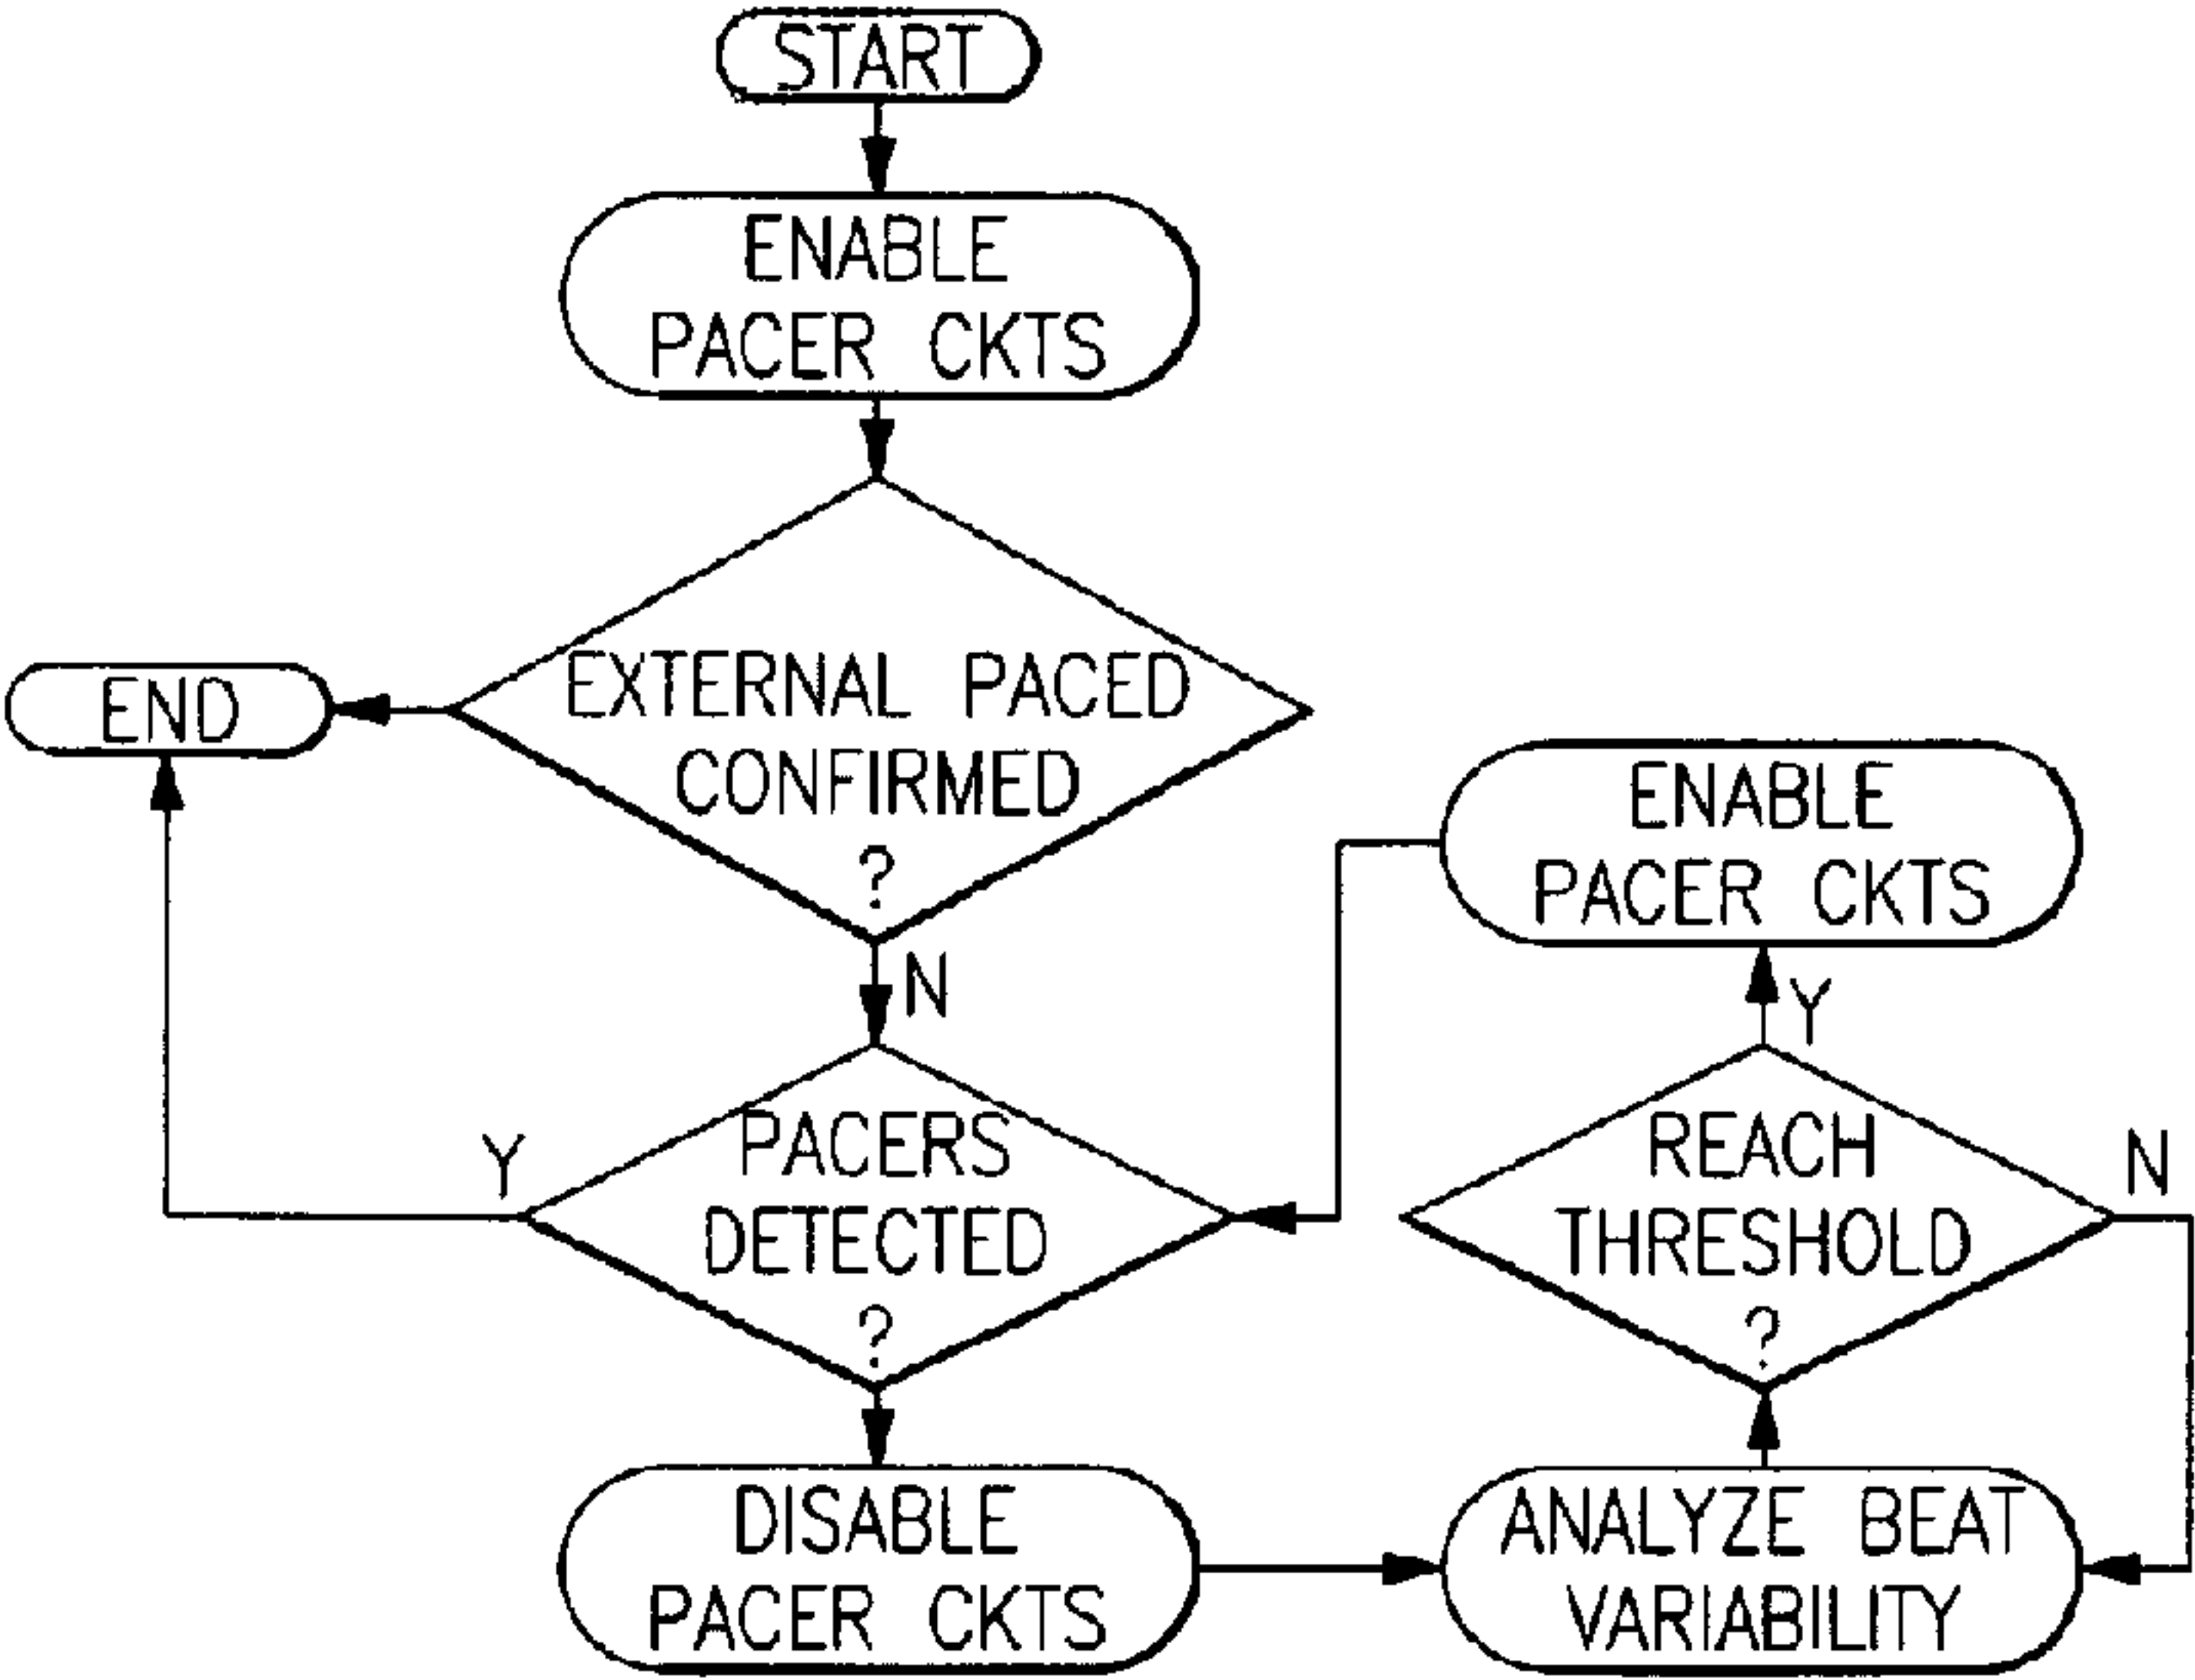 START
ENABLE
PACER CKTS
EXTERNAL PACED
CONFIRMED
?
END
N
ENABLE
PACER CKTS
Y
PACERS
DETECTED
?
Y
REACH
THRESHOLD
?
N
DISABLE
PACER CKTS
ANALYZE BEAT
VARIABILITY